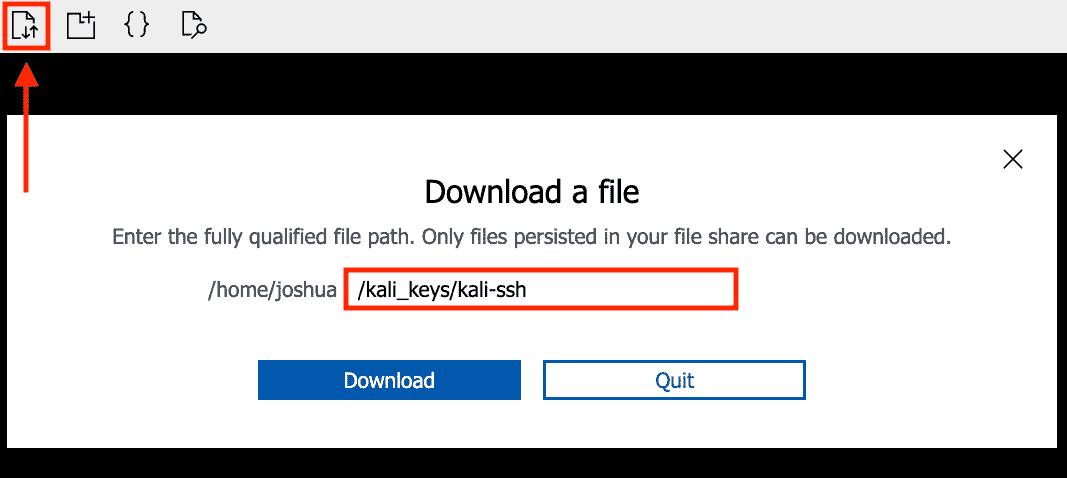 Download a file
Enter the fully qualified file path. Only files persisted in your file share can be downloaded.
/home/joshua /kali_keys/kali-ssh
Download Quit